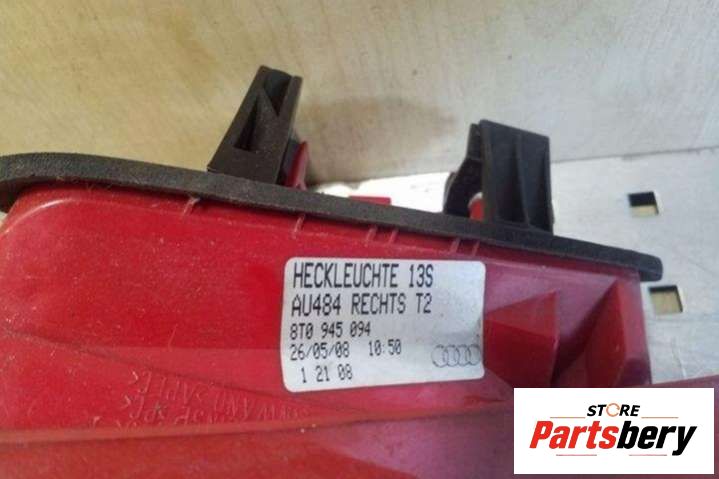 HECKLEUCHTE 13S
AU484 RECHTS T2
8T0 945 094
26/05/08 10:50
1 21 08
STORE
Partsbery